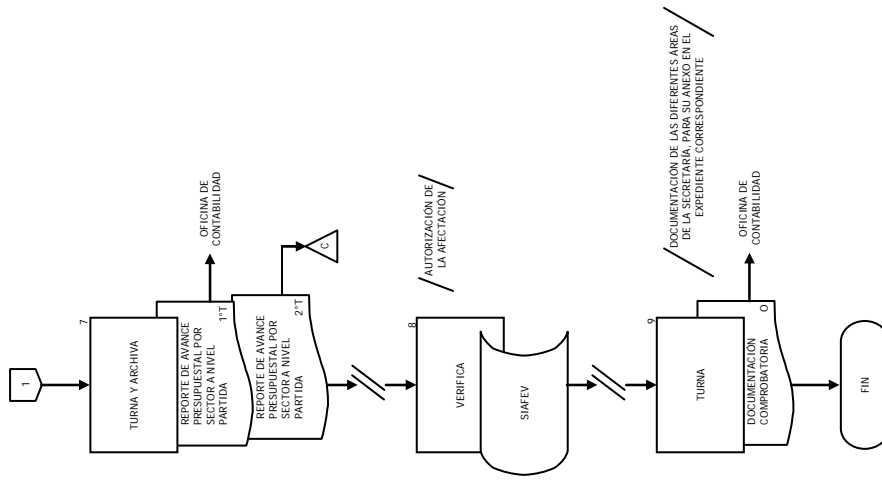 1
7
TURNA Y ARCHIVA
REPORTE DE AVANCE
PRESUPUESTAL POR
SECTOR A NIVEL
PARTIDA
1°T
OFICINA DE
CONTABILIDAD
REPORTE DE AVANCE
PRESUPUESTAL POR
SECTOR A NIVEL
PARTIDA
2°T
C
AUTORIZACIÓN DE
LA AFECTACIÓN
8
VERIFICA
SIAFEV
DOCUMENTACIÓN DE LAS DIFERENTES ÁREAS
DE LA SECRETARÍA, PARA SU ANEXO EN EL
EXPEDIENTE CORRESPONDIENTE
9
TURNA
DOCUMENTACIÓN
COMPROBATORIA
O
OFICINA DE
CONTABILIDAD
FIN